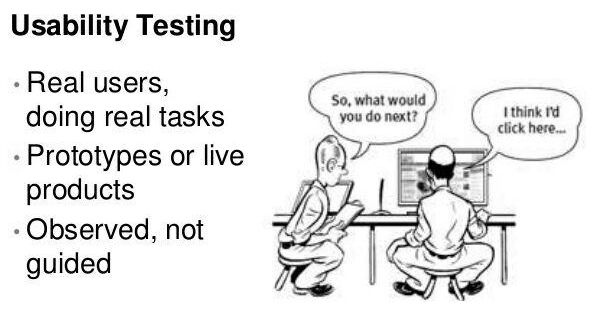 Usability Testing
• Real users,
doing real tasks
• Prototypes or live
products
• Observed, not
guided
So, what would
you do next?
I think I'd
click here...